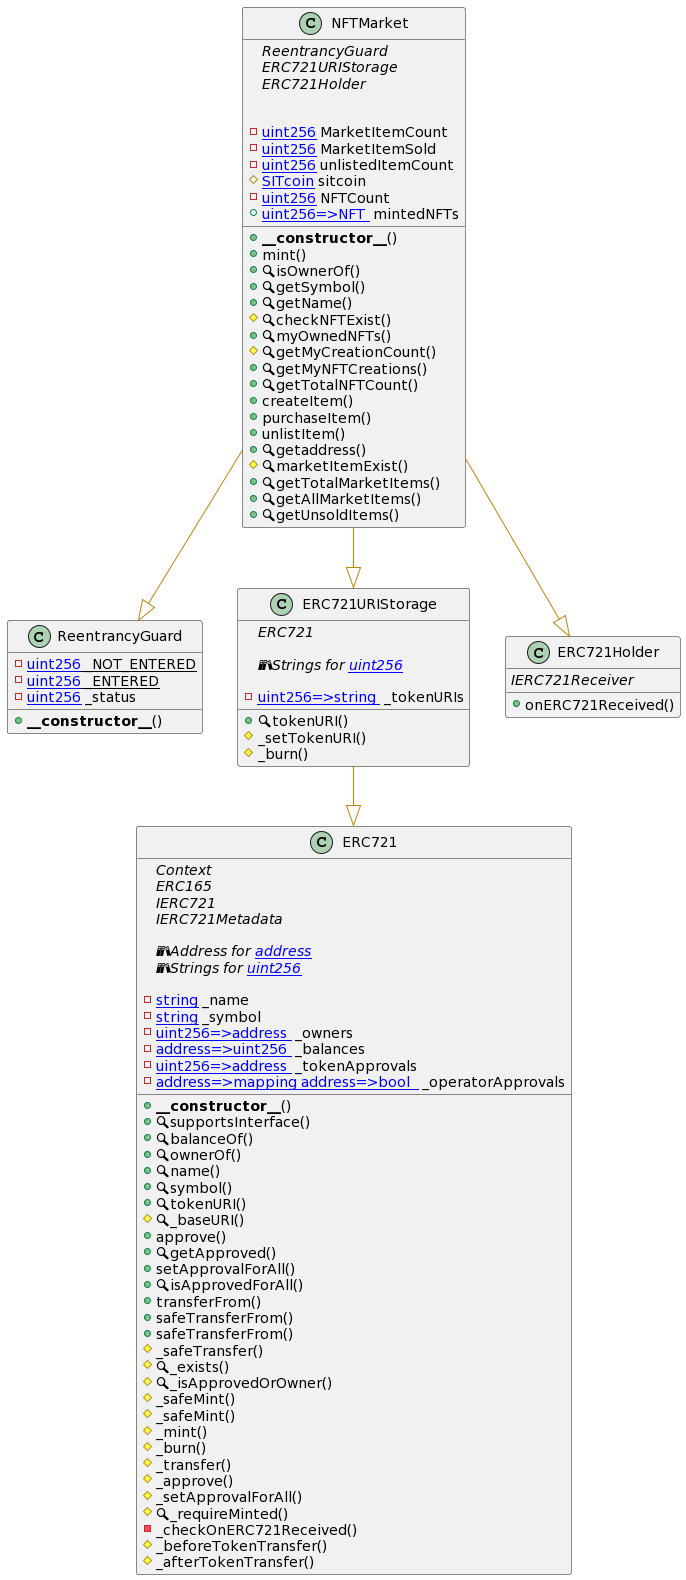 C NFTMarket
ReentrancyGuard
ERC721URIStorage
ERC721Holder
uint256 MarketItemCount
uint256 MarketItemSold
uint256 unlistedItemCount
SITcoin sitcoin
uint256 NFTCount
uint256=>NFT mintedNFTs
__constructor__()
mint()
🔍isOwnerOf()
🔍getSymbol()
🔍getName()
🔍checkNFTExist()
🔍myOwnedNFTs()
🔍getMyCreationCount()
🔍getMyNFTCreations()
🔍getTotalNFTCount()
createItem()
purchaseItem()
unlistItem()
🔍getaddress()
🔍marketItemExist()
🔍getTotalMarketItems()
🔍getAllMarketItems()
🔍getUnsoldItems()
C ReentrancyGuard
uint256 _NOT_ENTERED
uint256 _ENTERED
uint256 _status
__constructor__()
C ERC721URIStorage
ERC721
Strings for uint256
uint256=>string _tokenURIs
🔍tokenURI()
_setTokenURI()
_burn()
C ERC721Holder
IERC721Receiver
onERC721Received()
C ERC721
Context
ERC165
IERC721
IERC721Metadata
Address for address
Strings for uint256
string _name
string _symbol
uint256=>address _owners
address=>uint256 _balances
uint256=>address _tokenApprovals
address=>mapping address=>bool _operatorApprovals
__constructor__()
🔍supportsInterface()
🔍balanceOf()
🔍ownerOf()
🔍name()
🔍symbol()
🔍tokenURI()
🔍_baseURI()
approve()
🔍getApproved()
setApprovalForAll()
🔍isApprovedForAll()
transferFrom()
safeTransferFrom()
safeTransferFrom()
_safeTransfer()
🔍_exists()
🔍_isApprovedOrOwner()
_safeMint()
_safeMint()
_mint()
_burn()
_transfer()
_approve()
_setApprovalForAll()
🔍_requireMinted()
_checkOnERC721Received()
_beforeTokenTransfer()
_afterTokenTransfer()